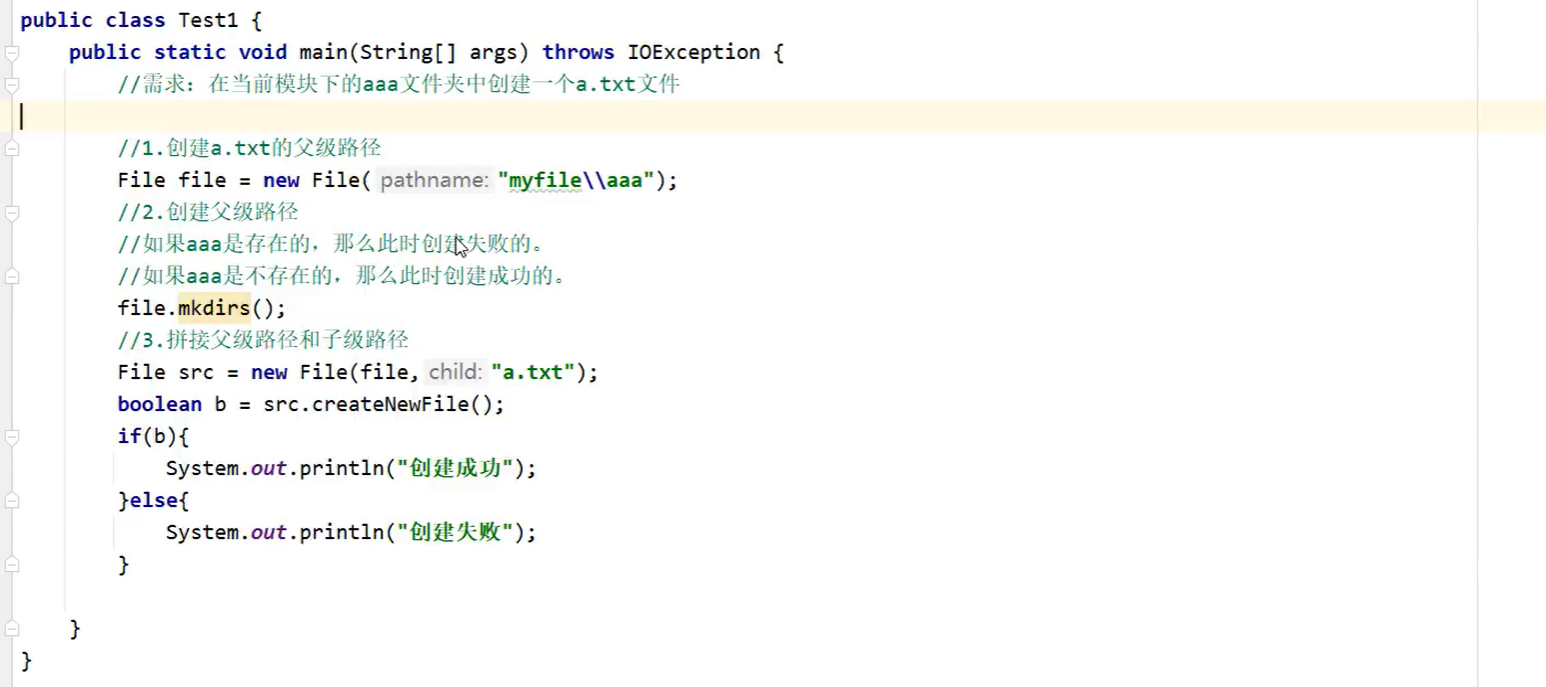 public class Test1 {
public static void main(String[] args) throws IOException {
//需求：在当前模块下的aaa文件夹中创建一个a.txt文件
//1.创建a.txt的父级路径
File file = new File( pathname: "myfile\\aaa");
//2.创建父级路径
//如果aaa是存在的，那么此时创建失败的。
//如果aaa是不存在的，那么此时创建成功的。
file.mkdirs();
//3.拼接父级路径和子级路径
File src = new File(file, child: "a.txt");
boolean b = src.createNewFile();
if(b){
System.out.println("创建成功");
}else{
System.out.println("创建失败");
}
}
}